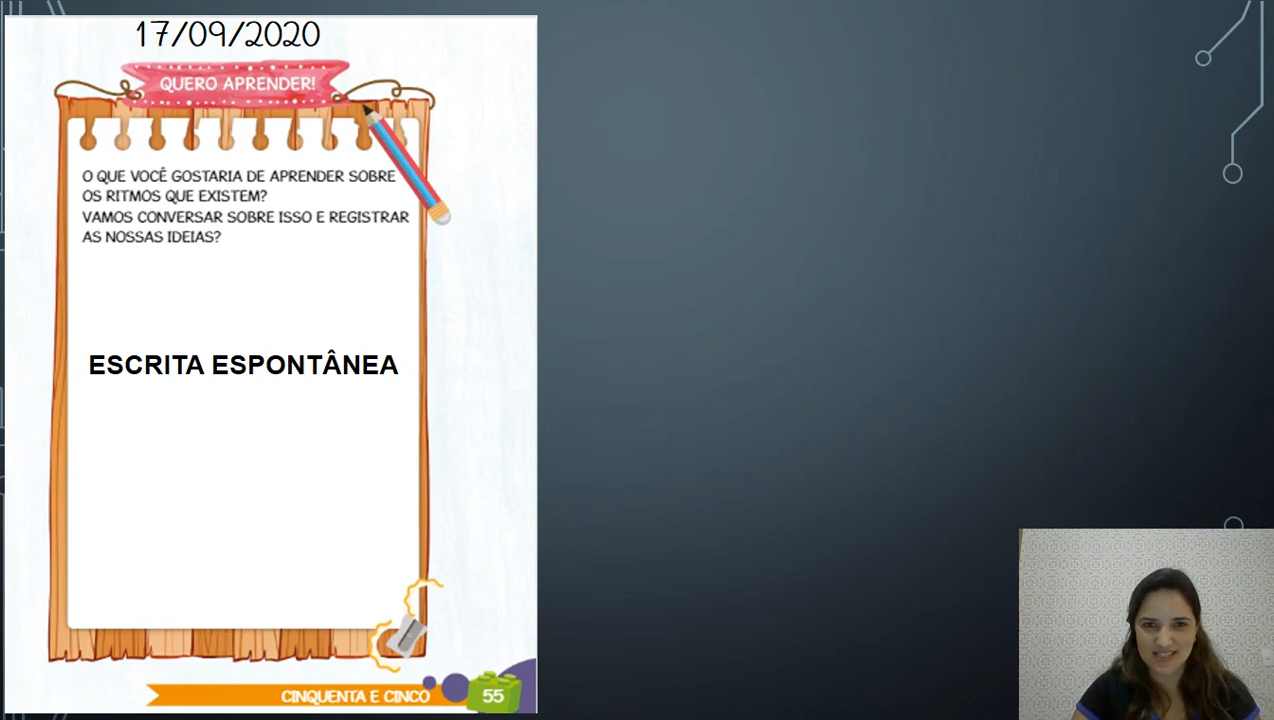 17/09/2020
QUERO APRENDER!
O QUE VOCÊ GOSTARIA DE APRENDER SOBRE
OS RITMOS QUE EXISTEM?
VAMOS CONVERSAR SOBRE ISSO E REGISTRAR
AS NOSSAS IDEIAS?
ESCRITA ESPONTÂNEA
CINQUENTA E CINCO
55